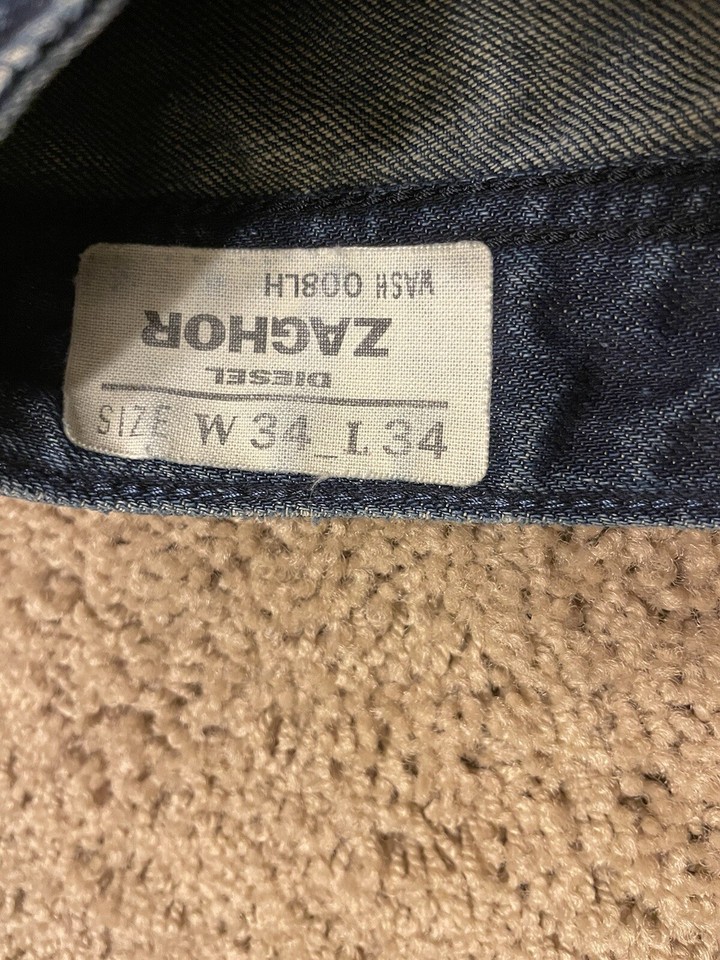 WASH 008LH
ZAGHOR
DIESEL
SIZE W 34_L 34